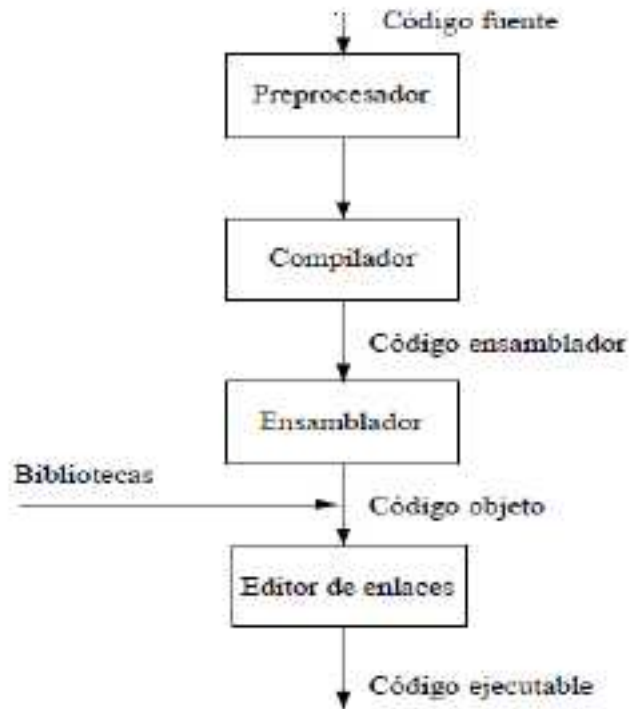 Código fuente
Preprocesador
Compilador
Código ensamblador
Ensamblador
Bibliotecas
Código objeto
Editor de enlaces
Código ejecutable